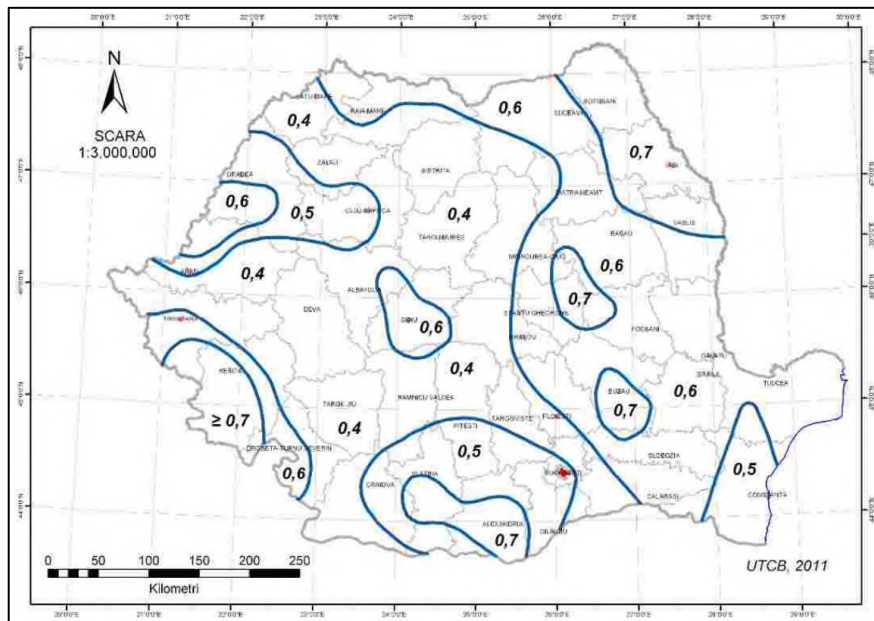 N
SCARA
1:3,000,000
SATU MARE
BAIA MARE
0,4
0,6
SUCEAVA
BOTOSANI
0,7
IASI
ZALAU
ORADEA
BISTRITA
PIATRA NEAMT
0,6
0,5
CLUJ-NAPOCA
0,4
VASLUI
TARGU MURES
BACAU
MIERCUREA-CIUC
0,6
ARAD
0,4
ALBA IULIA
0,7
DEVA
SIBIU
0,6
SFANTU GHEORGHE
TIMISOARA
BRASOV
FOCSANI
GALATI
BRAILA
TULCEA
RESITA
0,4
BUZAU
0,6
RAMNICU VALCEA
TARGU JIU
0,7
≥ 0,7
0,4
TARGOVISTE
PLOIESTI
PITESTI
DROBETA-TURNU SEVERIN
0,5
SLOBOZIA
0,6
SLATINA
BUCURESTI
0,5
CRAIOVA
CALARASI
CONSTANTA
ALEXANDRIA
GIURGIU
0,7
0 50 100 150 200 250
Kilometri
UTCB, 2011